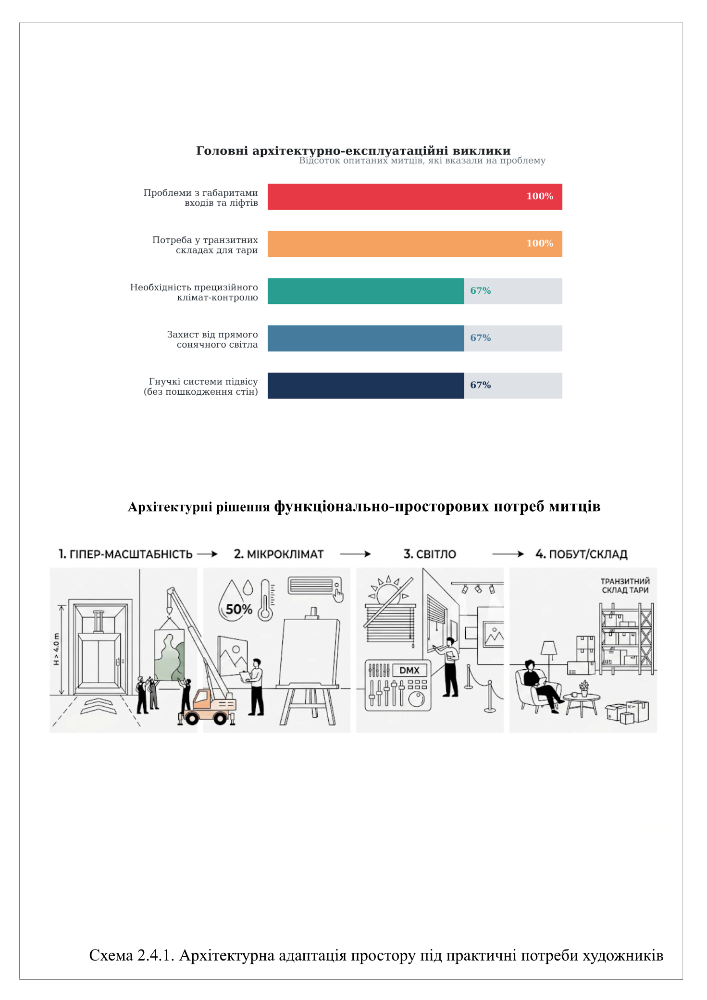 Головні архітектурно-експлуатаційні виклики
Відсоток опитаних митців, які вказали на проблему
Проблеми з габаритами
входів та ліфтів
100%
Потреба у транзитних
складах для тари
100%
Необхідність прецизійного
клімат-контролю
67%
Захист від прямого
сонячного світла
67%
Гнучкі системи підвісу
(без пошкодження стін)
67%
Архітектурні рішення функціонально-просторових потреб митців
1. ГІПЕР-МАСШТАБНІСТЬ
2. МІКРОКЛІМАТ
3. СВІТЛО
4. ПОБУТ/СКЛАД
H > 4.0 m
50%
DMX
ТРАНЗИТНИЙ
СКЛАД ТАРИ
Схема 2.4.1. Архітектурна адаптація простору під практичні потреби художників